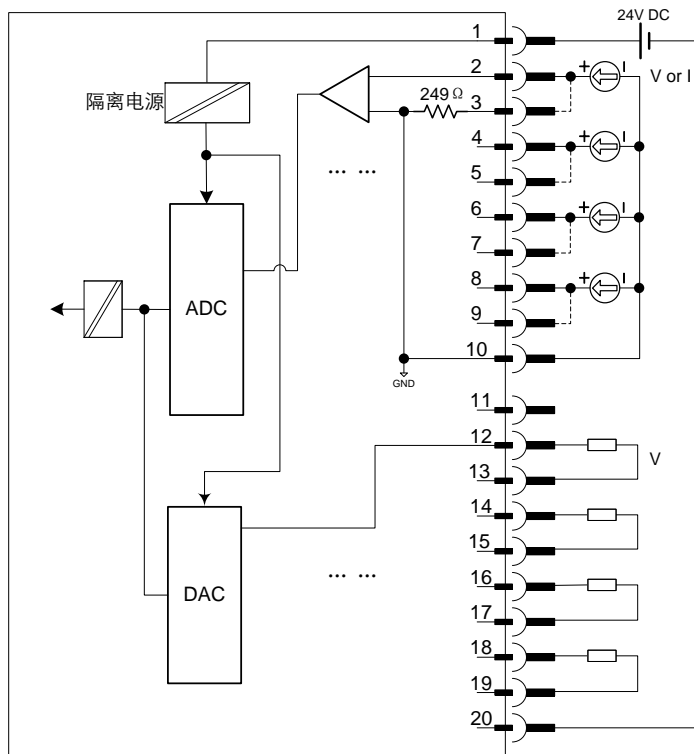 24V DC
1
2
+
I
V or I
隔离电源
249 Ω
3
4
+
I
... ...
5
6
+
I
7
8
+
I
ADC
9
10
GND
11
12
V
13
14
15
... ...
16
DAC
17
18
19
20